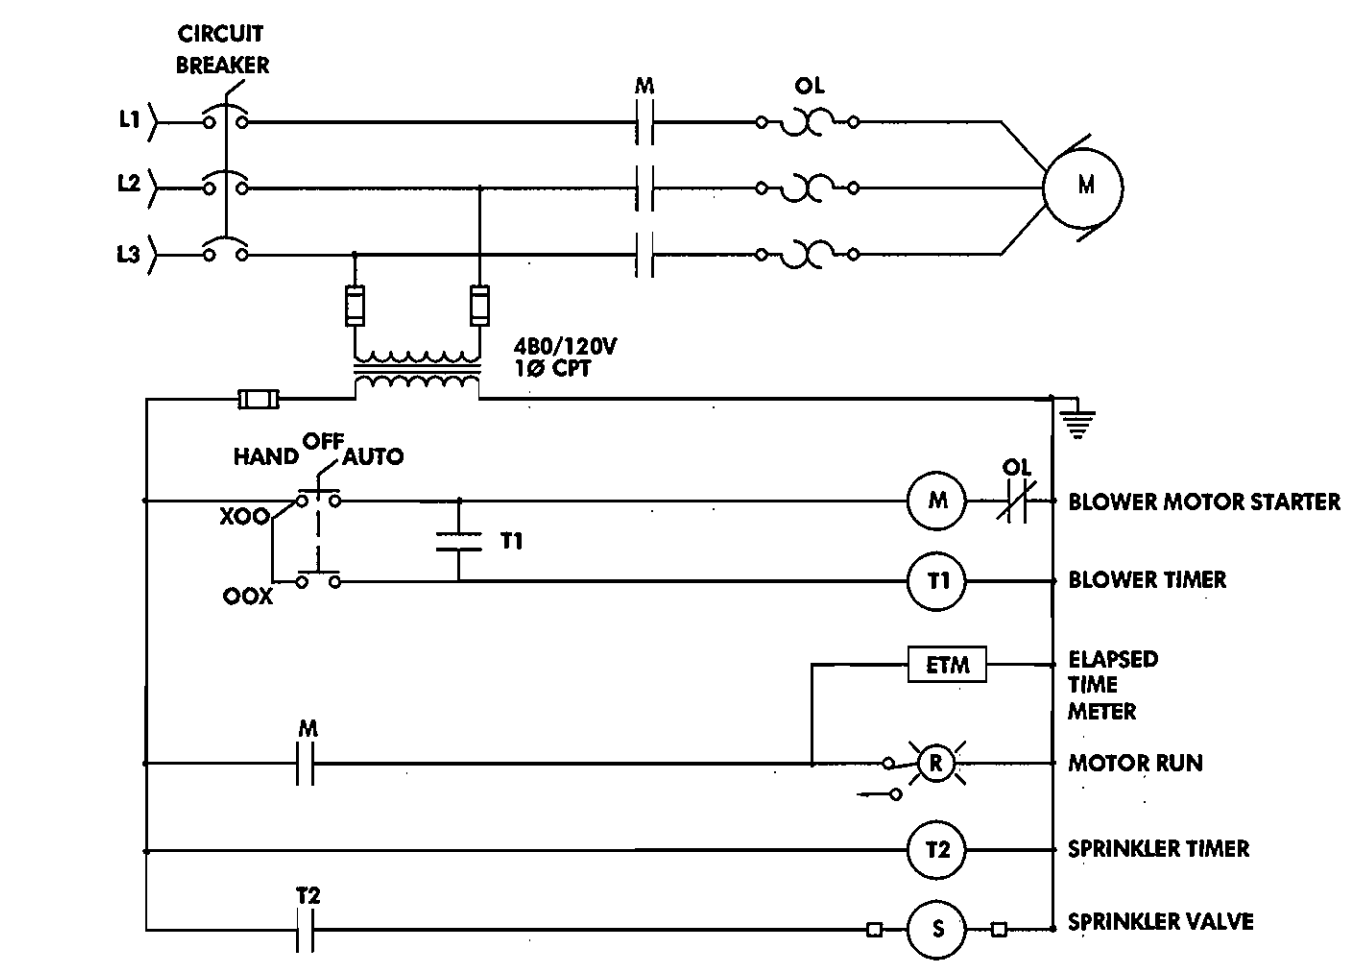 CIRCUIT
BREAKER
L1
M
OL
L2
M
L3
4B0/120V
1Ø CPT
HAND OFF AUTO
OL
M
BLOWER MOTOR STARTER
XOO
T1
OOX
T1
BLOWER TIMER
ETM
ELAPSED
TIME
METER
M
R
MOTOR RUN
T2
SPRINKLER TIMER
T2
S
SPRINKLER VALVE